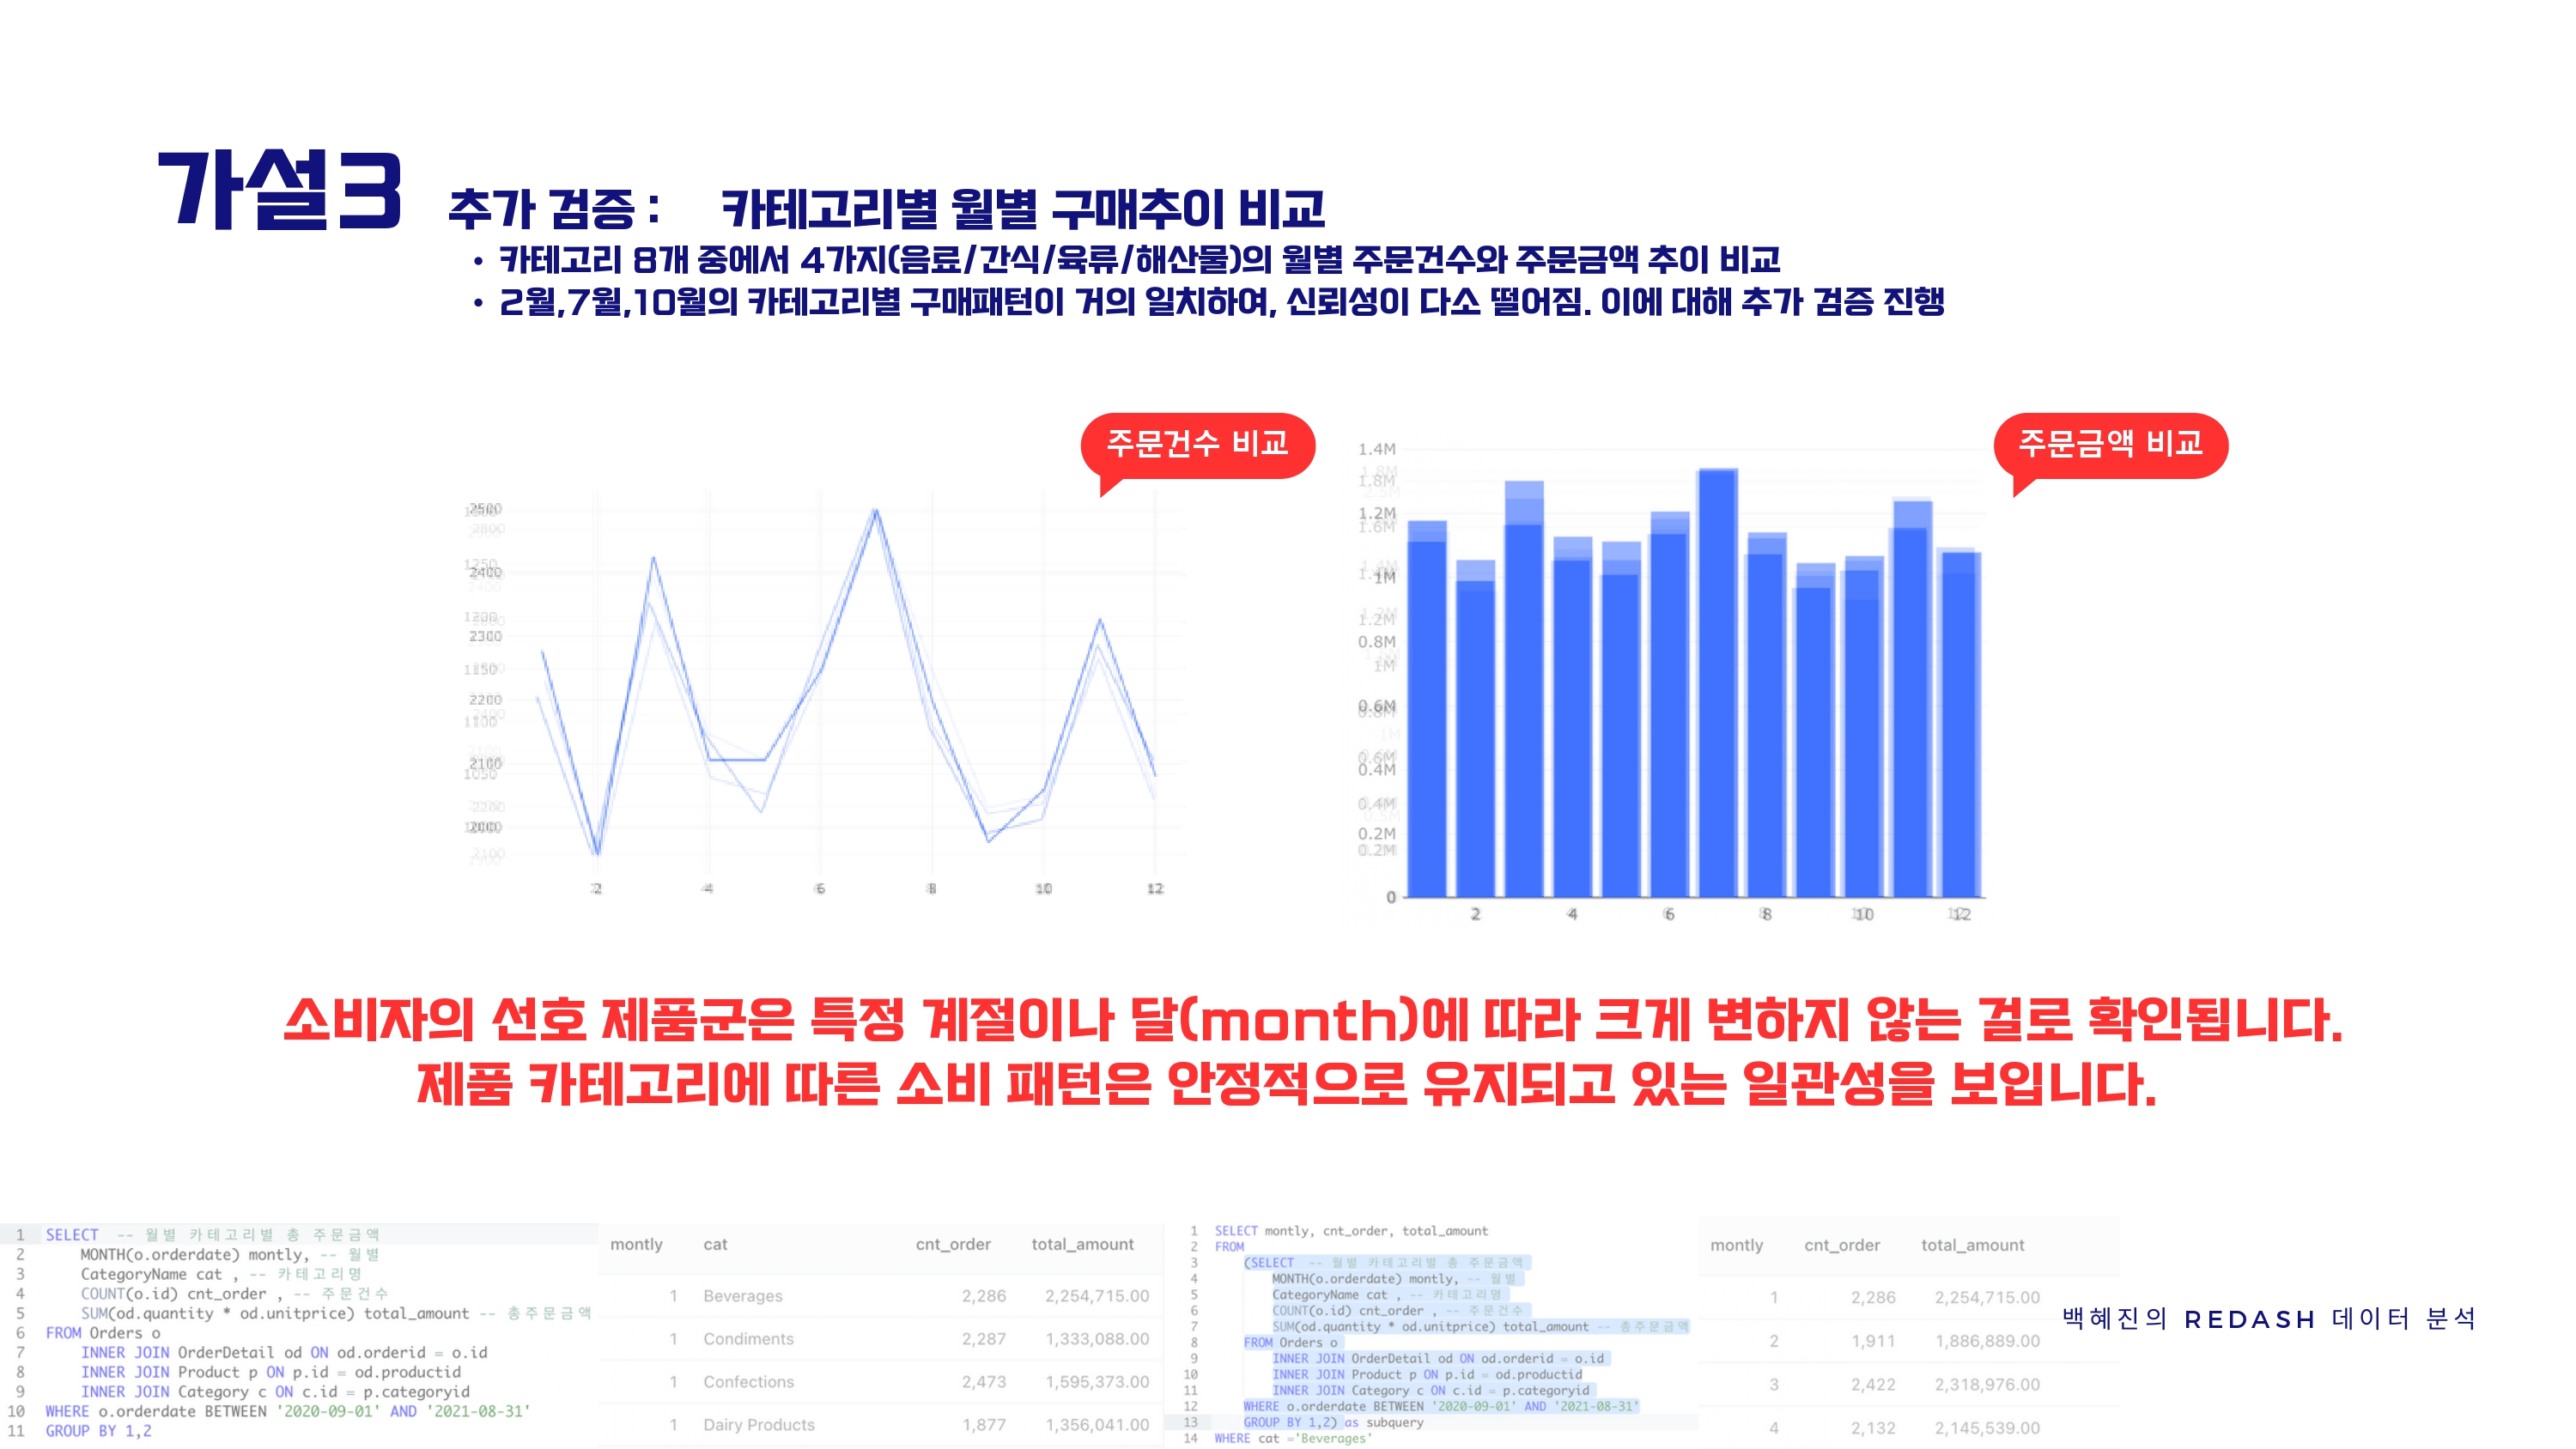 가설3
추가 검증 : 카테고리별 월별 구매추이 비교
• 카테고리 8개 중에서 4가지(음료/간식/육류/해산물)의 월별 주문건수와 주문금액 추이 비교
• 2월,7월,10월의 카테고리별 구매패턴이 거의 일치하여, 신뢰성이 다소 떨어짐. 이에 대해 추가 검증 진행
주문건수 비교
2400
2300
2200
2100
2 4 6 8 10 12
주문금액 비교
1.4M
1.2M
1M
0.8M
0.6M
0.4M
0.2M
0
2 4 6 8 10 12
소비자의 선호 제품군은 특정 계절이나 달(month)에 따라 크게 변하지 않는 걸로 확인됩니다.
제품 카테고리에 따른 소비 패턴은 안정적으로 유지되고 있는 일관성을 보입니다.
1 SELECT -- 월별 카테고리별 총 주문금액
2 MONTH(o.orderdate) montly, -- 월별
3 CategoryName cat , -- 카테고리명
4 COUNT(o.id) cnt_order , -- 주문건수
5 SUM(od.quantity * od.unitprice) total_amount -- 총주문금액
6 FROM Orders o
7 INNER JOIN OrderDetail od ON od.orderid = o.id
8 INNER JOIN Product p ON p.id = od.productid
9 INNER JOIN Category c ON c.id = p.categoryid
10 WHERE o.orderdate BETWEEN '2020-09-01' AND '2021-08-31'
11 GROUP BY 1,2
montly cat cnt_order total_amount
1 Beverages 2,286 2,254,715.00
1 Condiments 2,287 1,333,088.00
1 Confections 2,473 1,595,373.00
1 Dairy Products 1,877 1,356,041.00
1 SELECT montly, cnt_order, total_amount
2 FROM
3 (SELECT -- 월별 카테고리별 총 주문금액
4 MONTH(o.orderdate) montly, -- 월별
5 CategoryName cat , -- 카테고리명
6 COUNT(o.id) cnt_order , -- 주문건수
7 SUM(od.quantity * od.unitprice) total_amount -- 총주문금액
8 FROM Orders o
9 INNER JOIN OrderDetail od ON od.orderid = o.id
10 INNER JOIN Product p ON p.id = od.productid
11 INNER JOIN Category c ON c.id = p.categoryid
12 WHERE o.orderdate BETWEEN '2020-09-01' AND '2021-08-31'
13 GROUP BY 1,2) as subquery
14 WHERE cat ='Beverages'
montly cnt_order total_amount
1 2,286 2,254,715.00
2 1,911 1,886,889.00
3 2,422 2,318,976.00
4 2,132 2,145,539.00
백혜진의 REDASH 데이터 분석